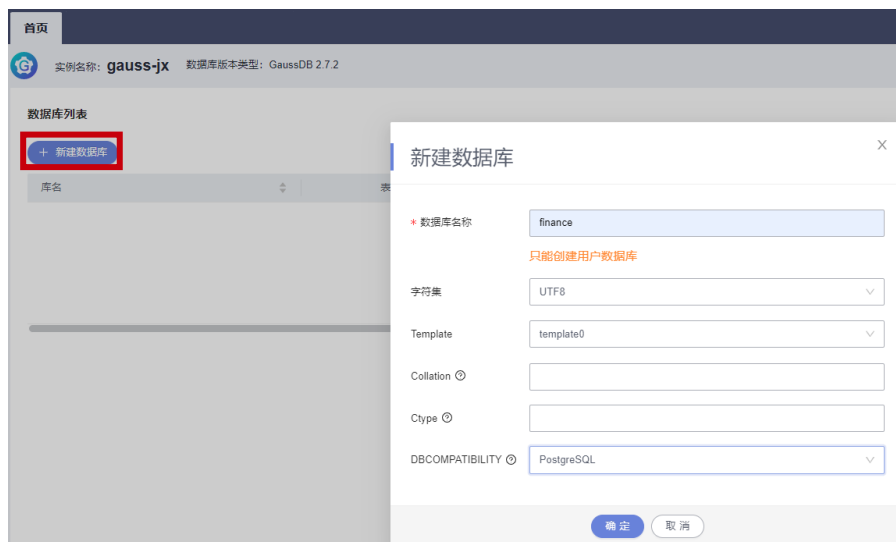 首页
实例名称：gauss-jx 数据库版本类型：GaussDB 2.7.2
数据库列表
+ 新建数据库
库名
表
新建数据库
* 数据库名称 finance
只能创建用户数据库
字符集 UTF8
Template template0
Collation
Ctype
DBCOMPATIBILITY PostgreSQL
确定 取消